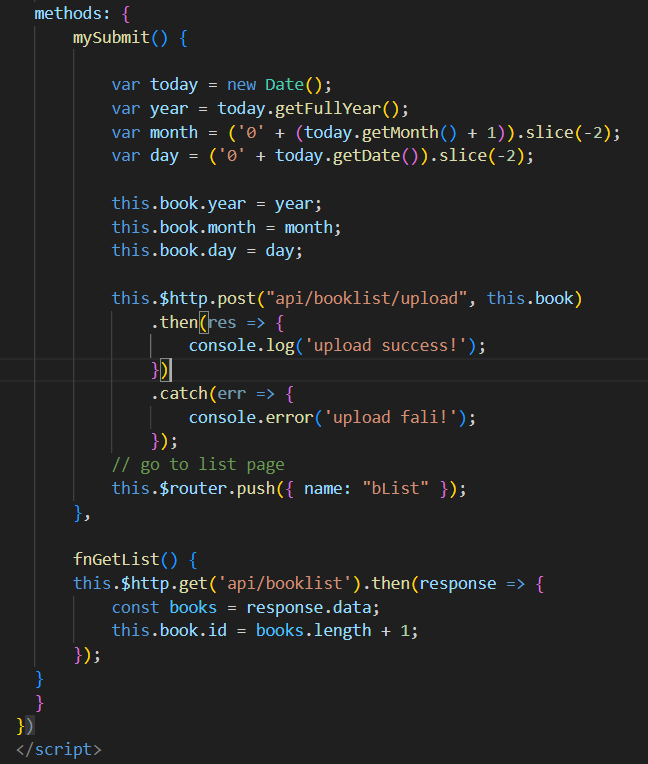 methods: {
mySubmit() {
var today = new Date();
var year = today.getFullYear();
var month = ('0' + (today.getMonth() + 1)).slice(-2);
var day = ('0' + today.getDate()).slice(-2);
this.book.year = year;
this.book.month = month;
this.book.day = day;
this.$http.post("api/booklist/upload", this.book)
.then(res => {
console.log('upload success!');
})
.catch(err => {
console.error('upload fali!');
});
// go to list page
this.$router.push({ name: "bList" });
},
fnGetList() {
this.$http.get('api/booklist').then(response => {
const books = response.data;
this.book.id = books.length + 1;
});
}
}
})
</script>